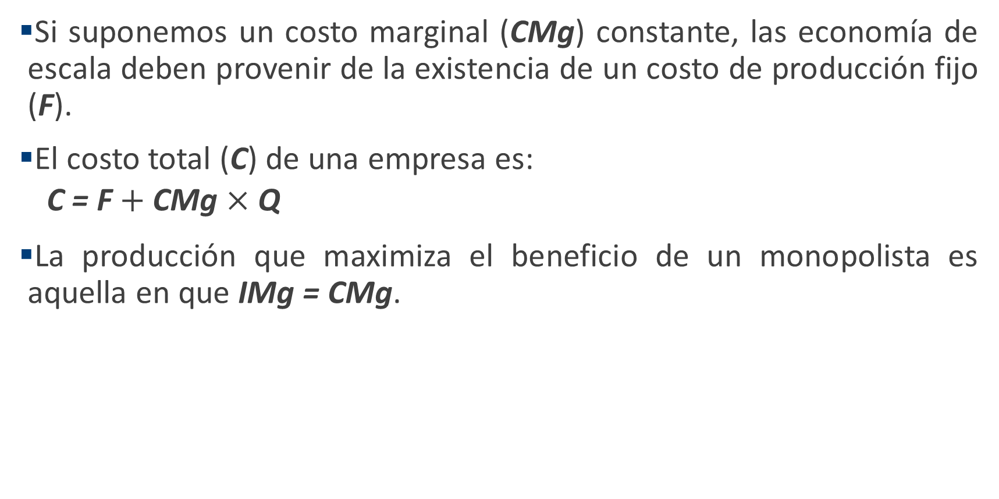 ▪Si suponemos un costo marginal (CMg) constante, las economía de
escala deben provenir de la existencia de un costo de producción fijo
(F).
▪El costo total (C) de una empresa es:
C = F + CMg × Q
▪La producción que maximiza el beneficio de un monopolista es
aquella en que IMg = CMg.